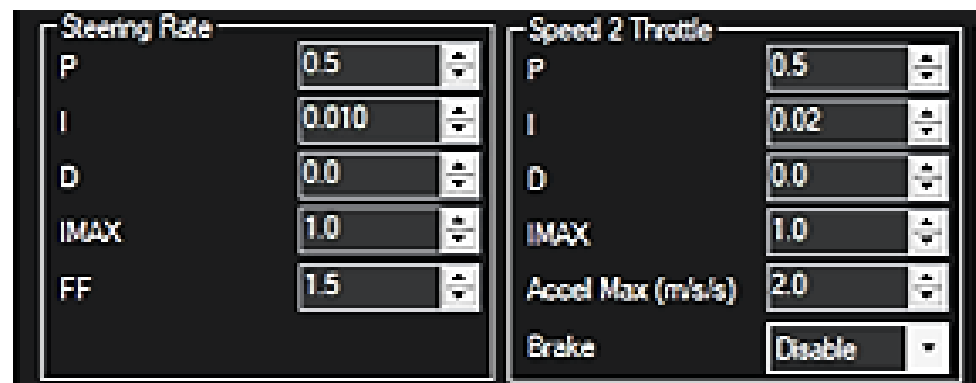 Steering Rate
P 0.5
I 0.010
D 0.0
IMAX 1.0
FF 1.5
Speed 2 Throttle
P 0.5
I 0.02
D 0.0
IMAX 1.0
Accel Max (m/s/s) 2.0
Brake Disable